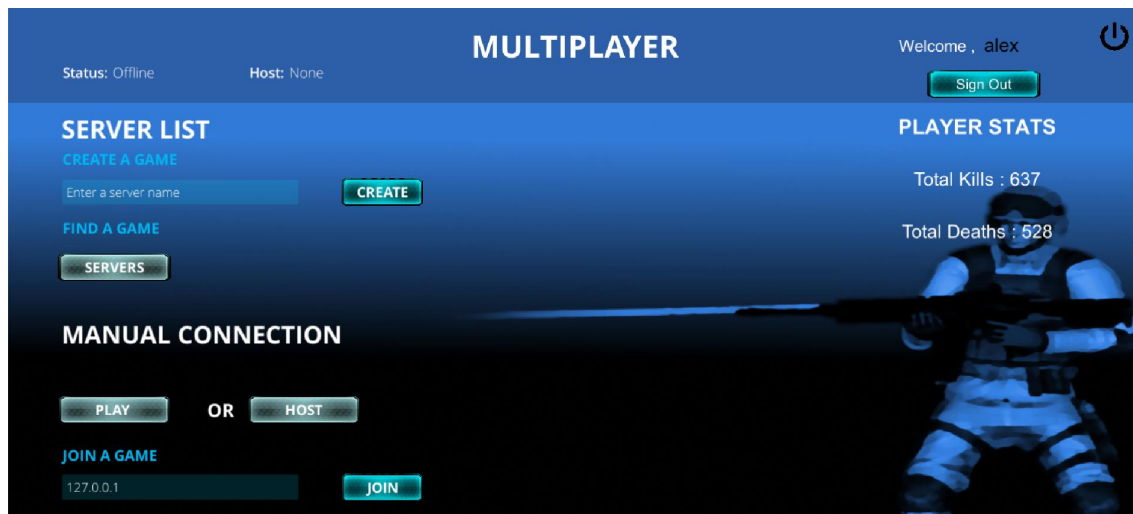 MULTIPLAYER
Welcome , alex
Status: Offline
Host: None
Sign Out
SERVER LIST
CREATE A GAME
Enter a server name
CREATE
FIND A GAME
SERVERS
PLAYER STATS
Total Kills : 637
Total Deaths : 528
MANUAL CONNECTION
PLAY
OR
HOST
JOIN A GAME
127.0.0.1
JOIN